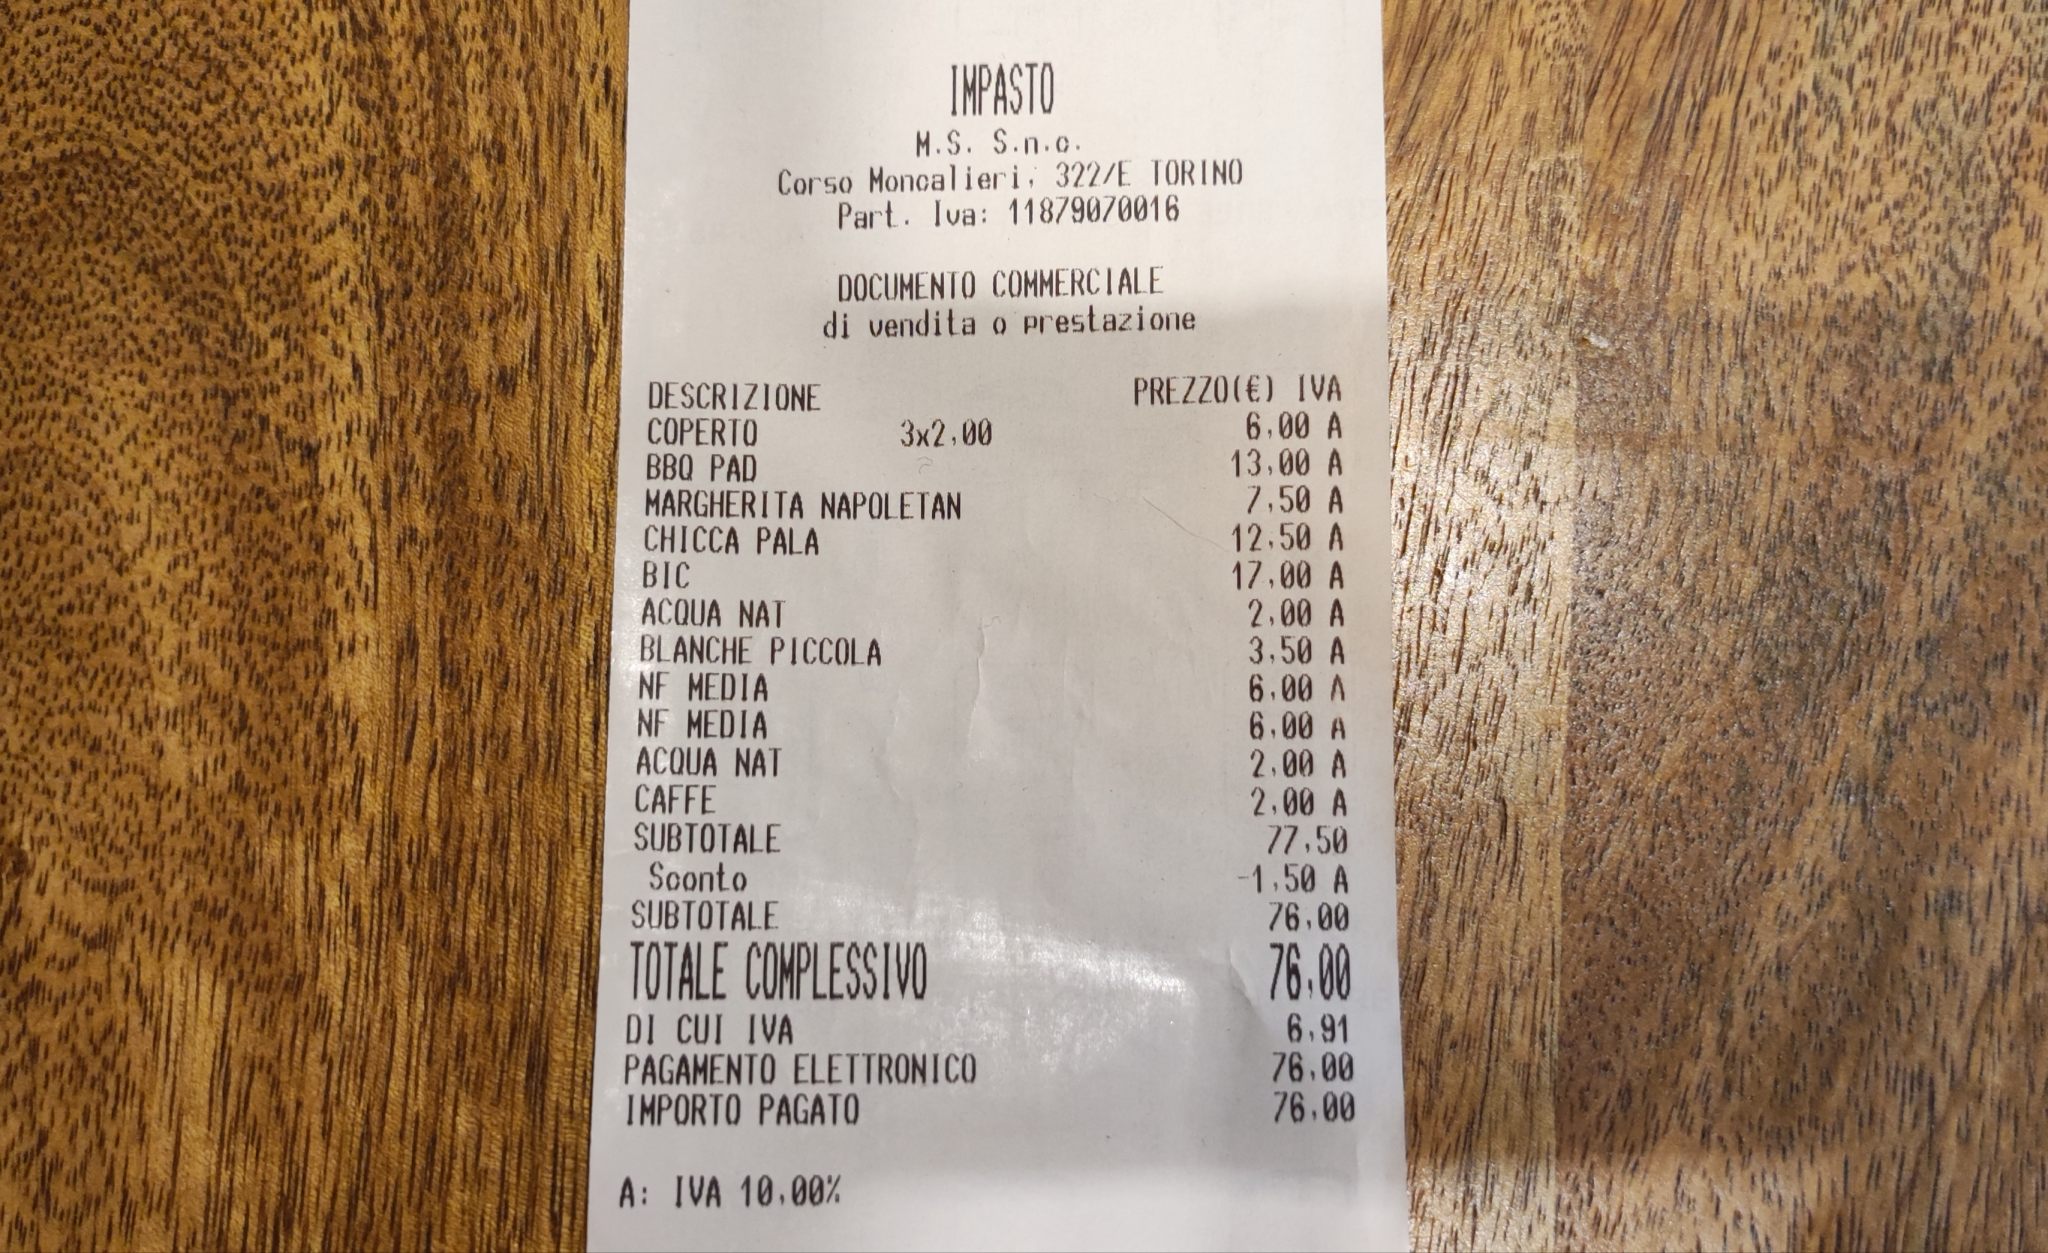 IMPASTO
M.S. S.n.c.
Corso Moncalieri, 322/E TORINO
Part. Iva: 11879070016
DOCUMENTO COMMERCIALE
di vendita o prestazione
DESCRIZIONE PREZZO(€) IVA
COPERTO 3x2,00 6,00 A
BBQ PAD 13,00 A
MARGHERITA NAPOLETAN 7,50 A
CHICCA PALA 12,50 A
BIC 17,00 A
ACQUA NAT 2,00 A
BLANCHE PICCOLA 3,50 A
NF MEDIA 6,00 A
NF MEDIA 6,00 A
ACQUA NAT 2,00 A
CAFFE 2,00 A
SUBTOTALE 77,50
Sconto -1,50 A
SUBTOTALE 76,00
TOTALE COMPLESSIVO 76,00
DI CUI IVA 6,91
PAGAMENTO ELETTRONICO 76,00
IMPORTO PAGATO 76,00
A: IVA 10,00%